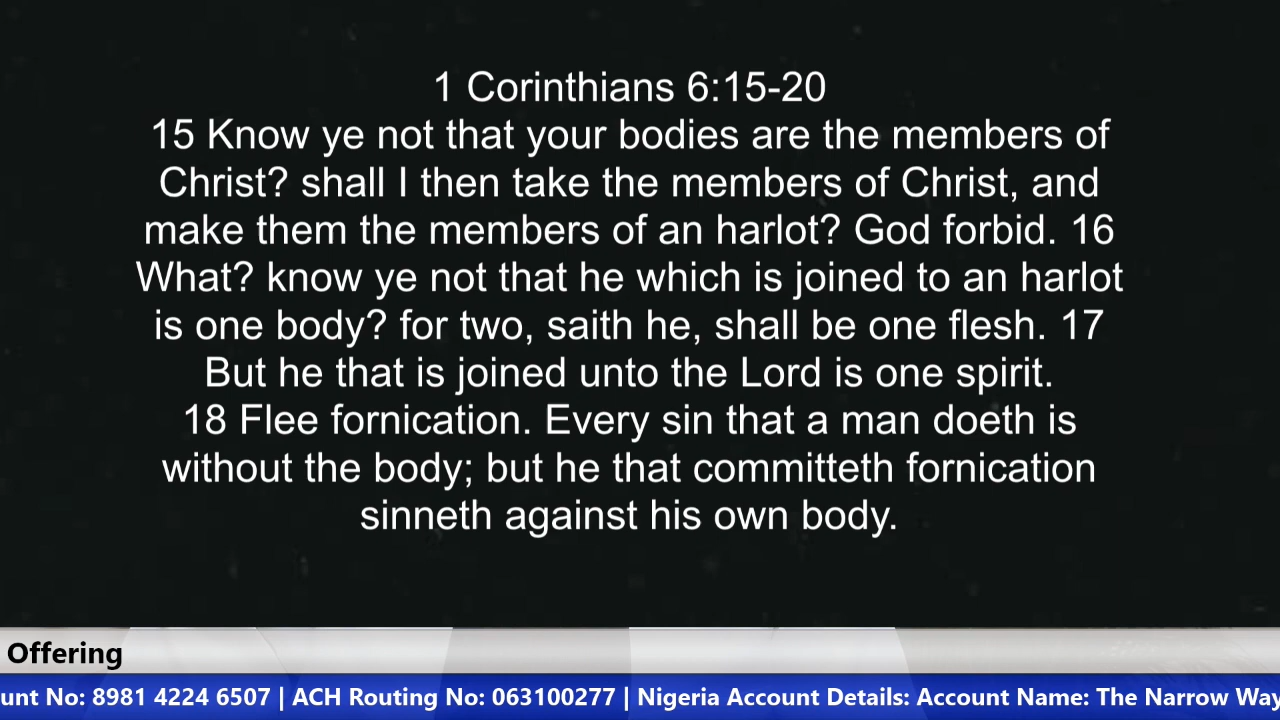 1 Corinthians 6:15-20
15 Know ye not that your bodies are the members of
Christ? shall I then take the members of Christ, and
make them the members of an harlot? God forbid. 16
What? know ye not that he which is joined to an harlot
is one body? for two, saith he, shall be one flesh. 17
But he that is joined unto the Lord is one spirit.
18 Flee fornication. Every sin that a man doeth is
without the body; but he that committeth fornication
sinneth against his own body.
Offering
unt No: 8981 4224 6507 | ACH Routing No: 063100277 | Nigeria Account Details: Account Name: The Narrow Way